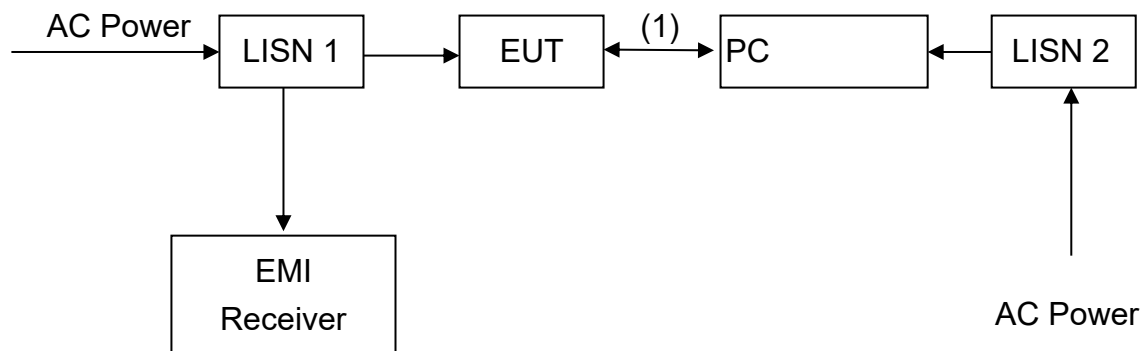 AC Power
LISN 1
EUT
(1)
PC
LISN 2
EMI
Receiver
AC Power